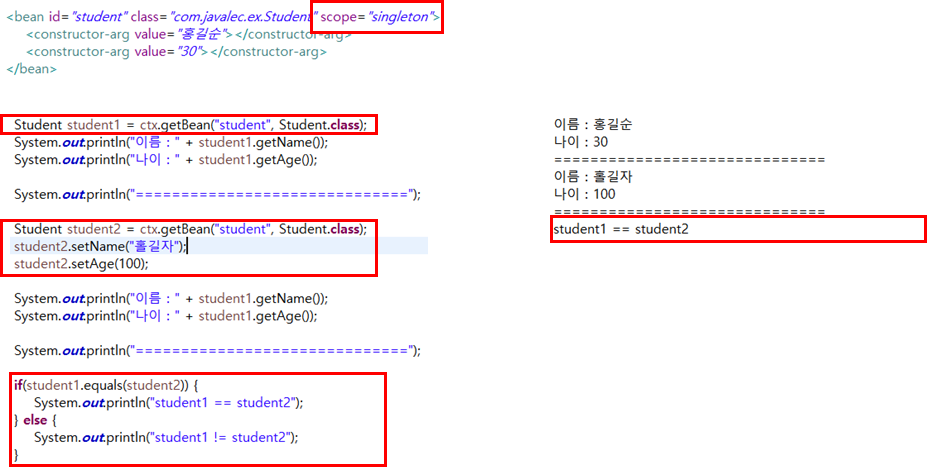 <bean id="student" class="com.javalec.ex.Student" scope="singleton">
<constructor-arg value="홍길순"></constructor-arg>
<constructor-arg value="30"></constructor-arg>
</bean>
Student student1 = ctx.getBean("student", Student.class);
System.out.println("이름 : " + student1.getName());
System.out.println("나이 : " + student1.getAge());
System.out.println("==============================");
Student student2 = ctx.getBean("student", Student.class);
student2.setName("홀길자");
student2.setAge(100);
System.out.println("이름 : " + student1.getName());
System.out.println("나이 : " + student1.getAge());
System.out.println("==============================");
if(student1.equals(student2)) {
System.out.println("student1 == student2");
} else {
System.out.println("student1 != student2");
}
이름 : 홍길순
나이 : 30
==============================
이름 : 홀길자
나이 : 100
==============================
student1 == student2